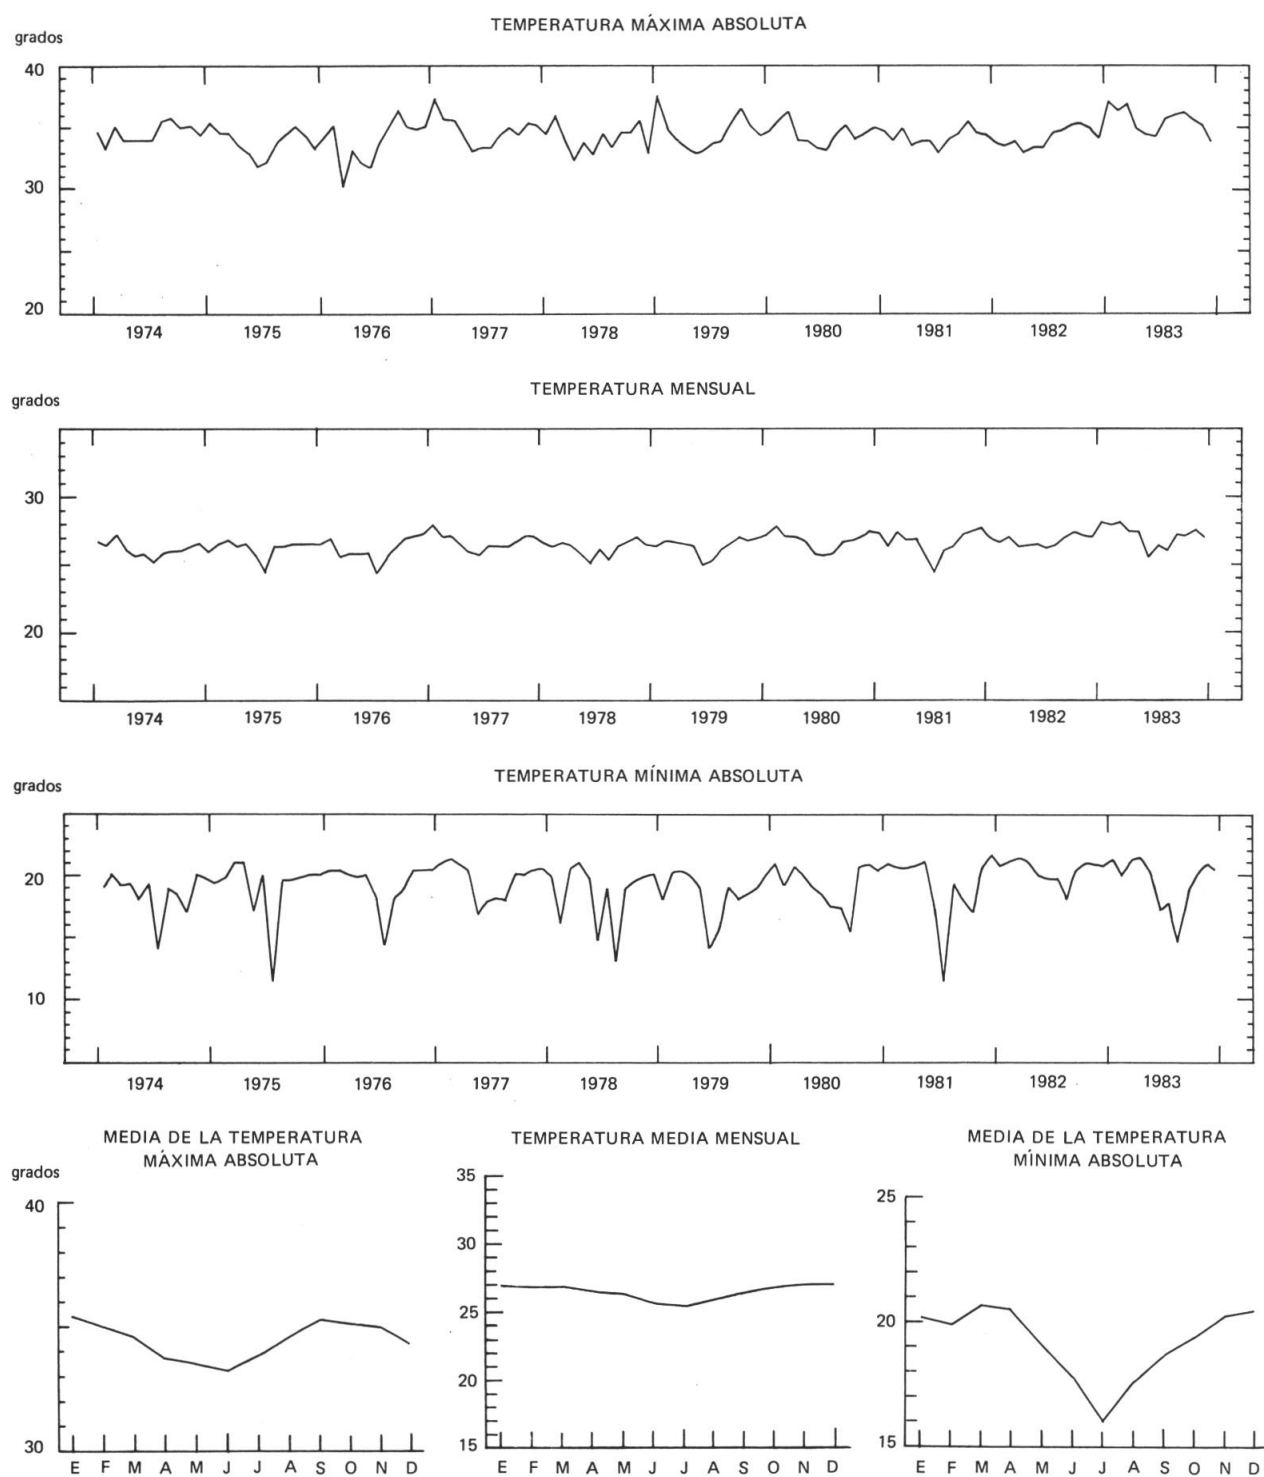 TEMPERATURA MÁXIMA ABSOLUTA
grados
40
30
20
1974 1975 1976 1977 1978 1979 1980 1981 1982 1983
TEMPERATURA MENSUAL
grados
30
20
1974 1975 1976 1977 1978 1979 1980 1981 1982 1983
TEMPERATURA MÍNIMA ABSOLUTA
grados
20
10
1974 1975 1976 1977 1978 1979 1980 1981 1982 1983
MEDIA DE LA TEMPERATURA
MÁXIMA ABSOLUTA
grados
40
30
E F M A M J J A S O N D
TEMPERATURA MEDIA MENSUAL
35
30
25
20
15
E F M A M J J A S O N D
MEDIA DE LA TEMPERATURA
MÍNIMA ABSOLUTA
25
20
15
E F M A M J J A S O N D